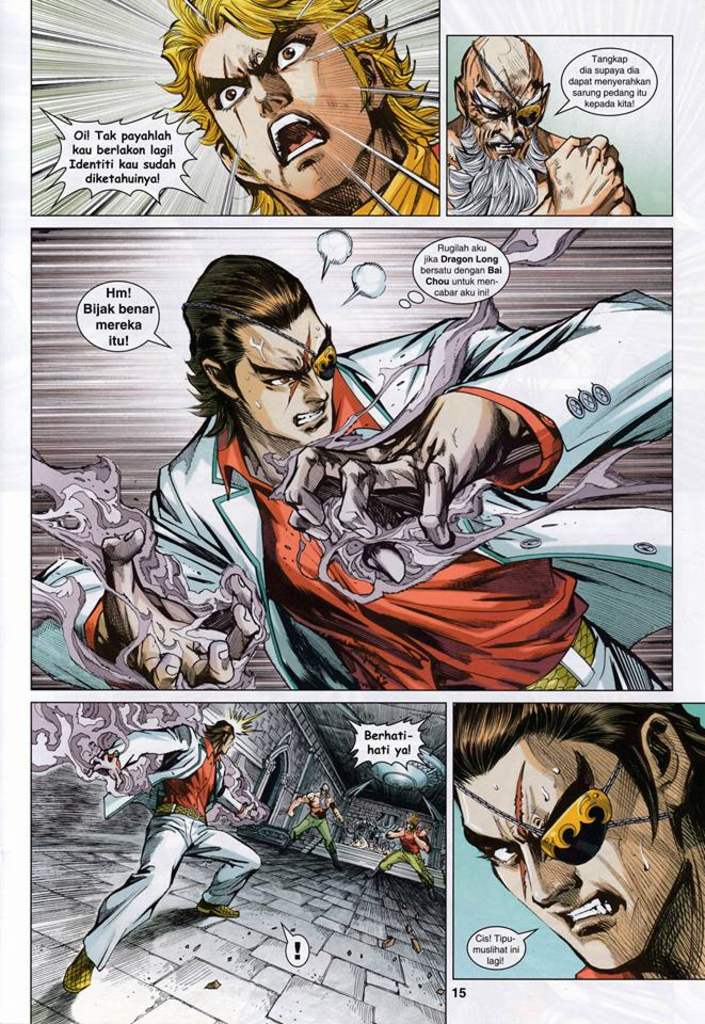 Oi! Tak payahlah
kau berlakon lagi!
Identiti kau sudah
diketahuinya!
Tangkap
dia supaya dia
dapat menyerahkan
sarung pedang itu
kepada kita!
Hm!
Bijak benar
mereka
itu!
Rugilah aku
jika Dragon Long
bersatu dengan Bai
Chou untuk men-
cabar aku ini!
Berhati-
hati ya!
!
Cis! Tipu-
muslihat ini
lagi!
15